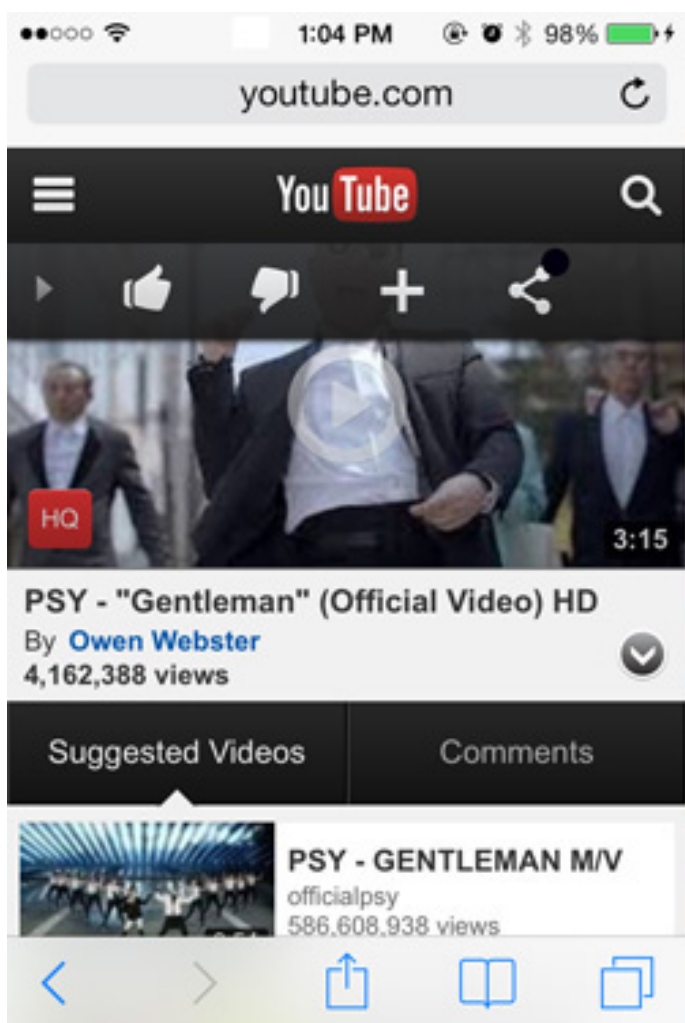 1:04 PM 98%
youtube.com
YouTube
HQ
3:15
PSY - "Gentleman" (Official Video) HD
By Owen Webster
4,162,388 views
Suggested Videos Comments
PSY - GENTLEMAN M/V
officialpsy
586,608,938 views